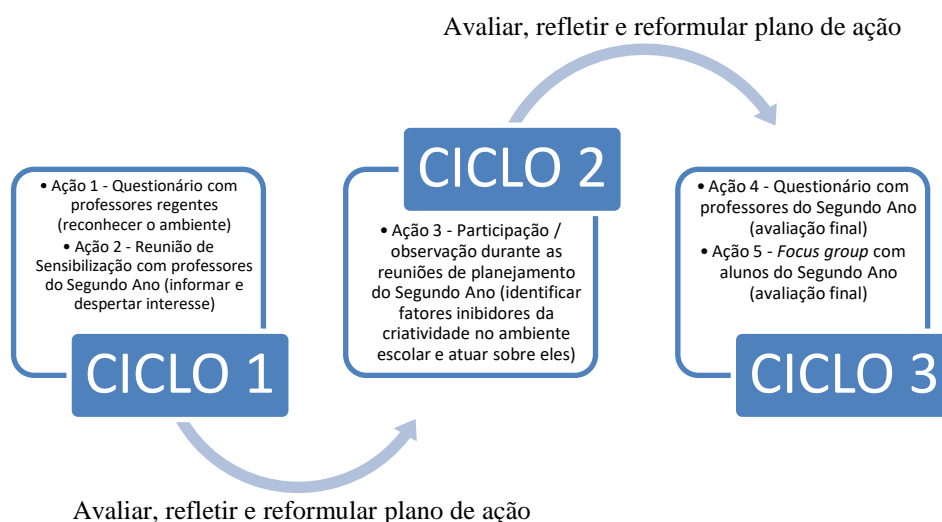 Avaliar, refletir e reformular plano de ação
• Ação 1 - Questionário com
professores regentes
(reconhecer o ambiente)
• Ação 2 - Reunião de
Sensibilização com professores
do Segundo Ano (informar e
despertar interesse)
CICLO 1
CICLO 2
• Ação 3 - Participação /
observação durante as
reuniões de planejamento
do Segundo Ano (identificar
fatores inibidores da
criatividade no ambiente
escolar e atuar sobre eles)
• Ação 4 - Questionário com
professores do Segundo Ano
(avaliação final)
• Ação 5 - Focus group com
alunos do Segundo Ano
(avaliação final)
CICLO 3
Avaliar, refletir e reformular plano de ação